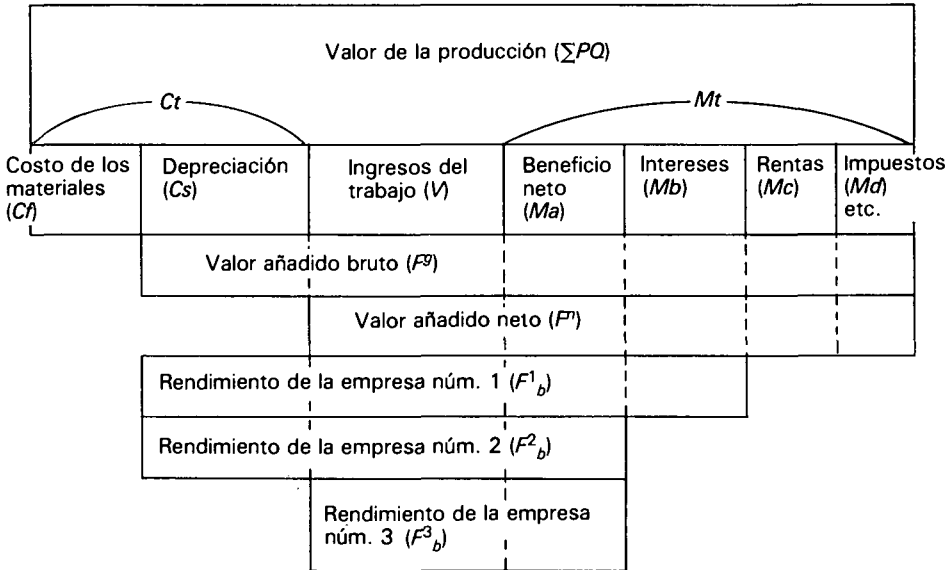 Valor de la producción (∑PQ)
Ct
Mt
Costo de los
materiales
(Cf)
Depreciación
(Cs)
Ingresos del
trabajo (V)
Beneficio
neto
(Ma)
Intereses
(Mb)
Rentas
(Mc)
Impuestos
(Md)
etc.
Valor añadido bruto (Fᵍ)
Valor añadido neto (Fⁿ)
Rendimiento de la empresa núm. 1 (F¹b)
Rendimiento de la empresa núm. 2 (F²b)
Rendimiento de la empresa
núm. 3 (F³b)